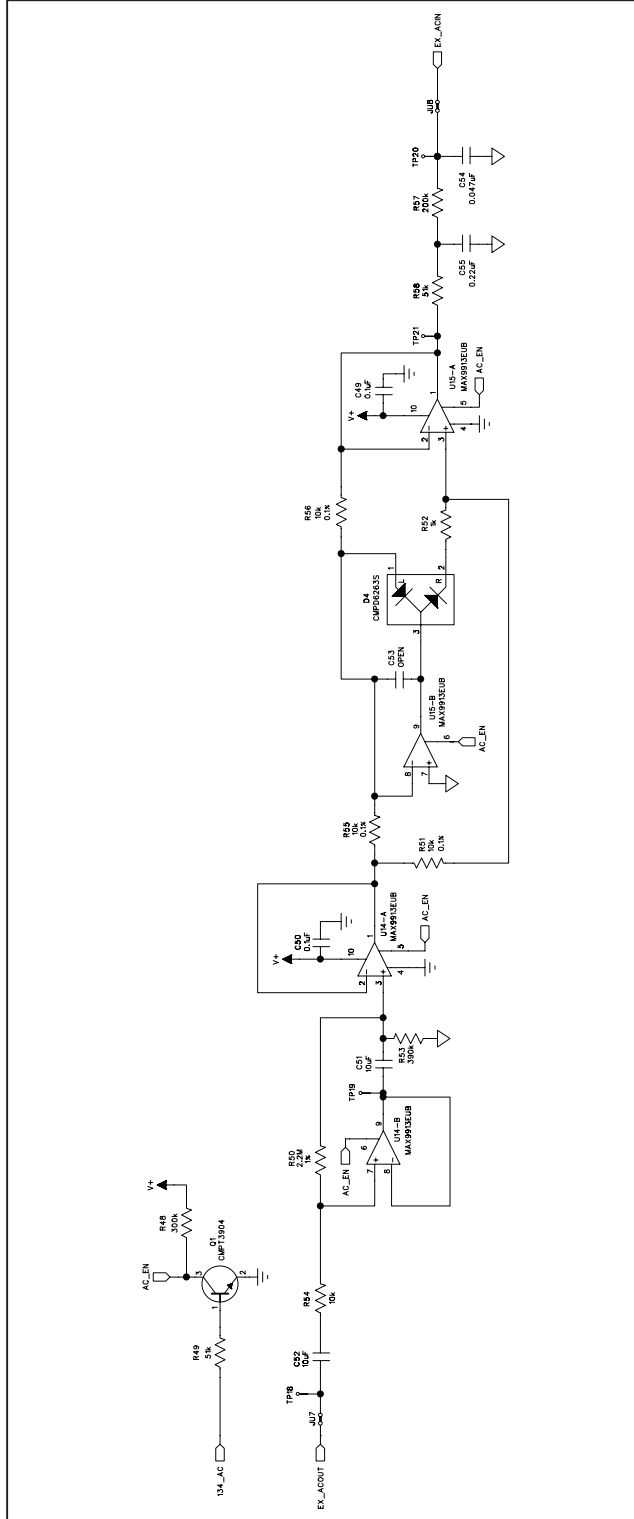 134_AC
R49
51k
1
Q1
CMPT3904
3
2
AC_EN
R48
300k
V+
EX_ACOUT
JU7
TP18
C52
10uF
R54
10k
R50
2.2M
1%
AC_EN
6
7
+
8
-
9
U14-B
MAX9913EUB
TP19
C51
10uF
R53
390k
V+
C50
0.1uF
10
2
-
3
+
4
1
5
U14-A
MAX9913EUB
AC_EN
R55
10k
0.1%
R51
10k
0.1%
8
-
7
+
9
6
U15-B
MAX9913EUB
AC_EN
C53
OPEN
D4
CMPD6263S
3
1
L
2
R
R56
10k
0.1%
R52
1k
V+
C49
0.1uF
10
2
-
3
+
4
1
5
U15-A
MAX9913EUB
AC_EN
TP21
R58
51k
C55
0.22uF
R57
200k
TP20
C54
0.047uF
JU8
EX_ACIN